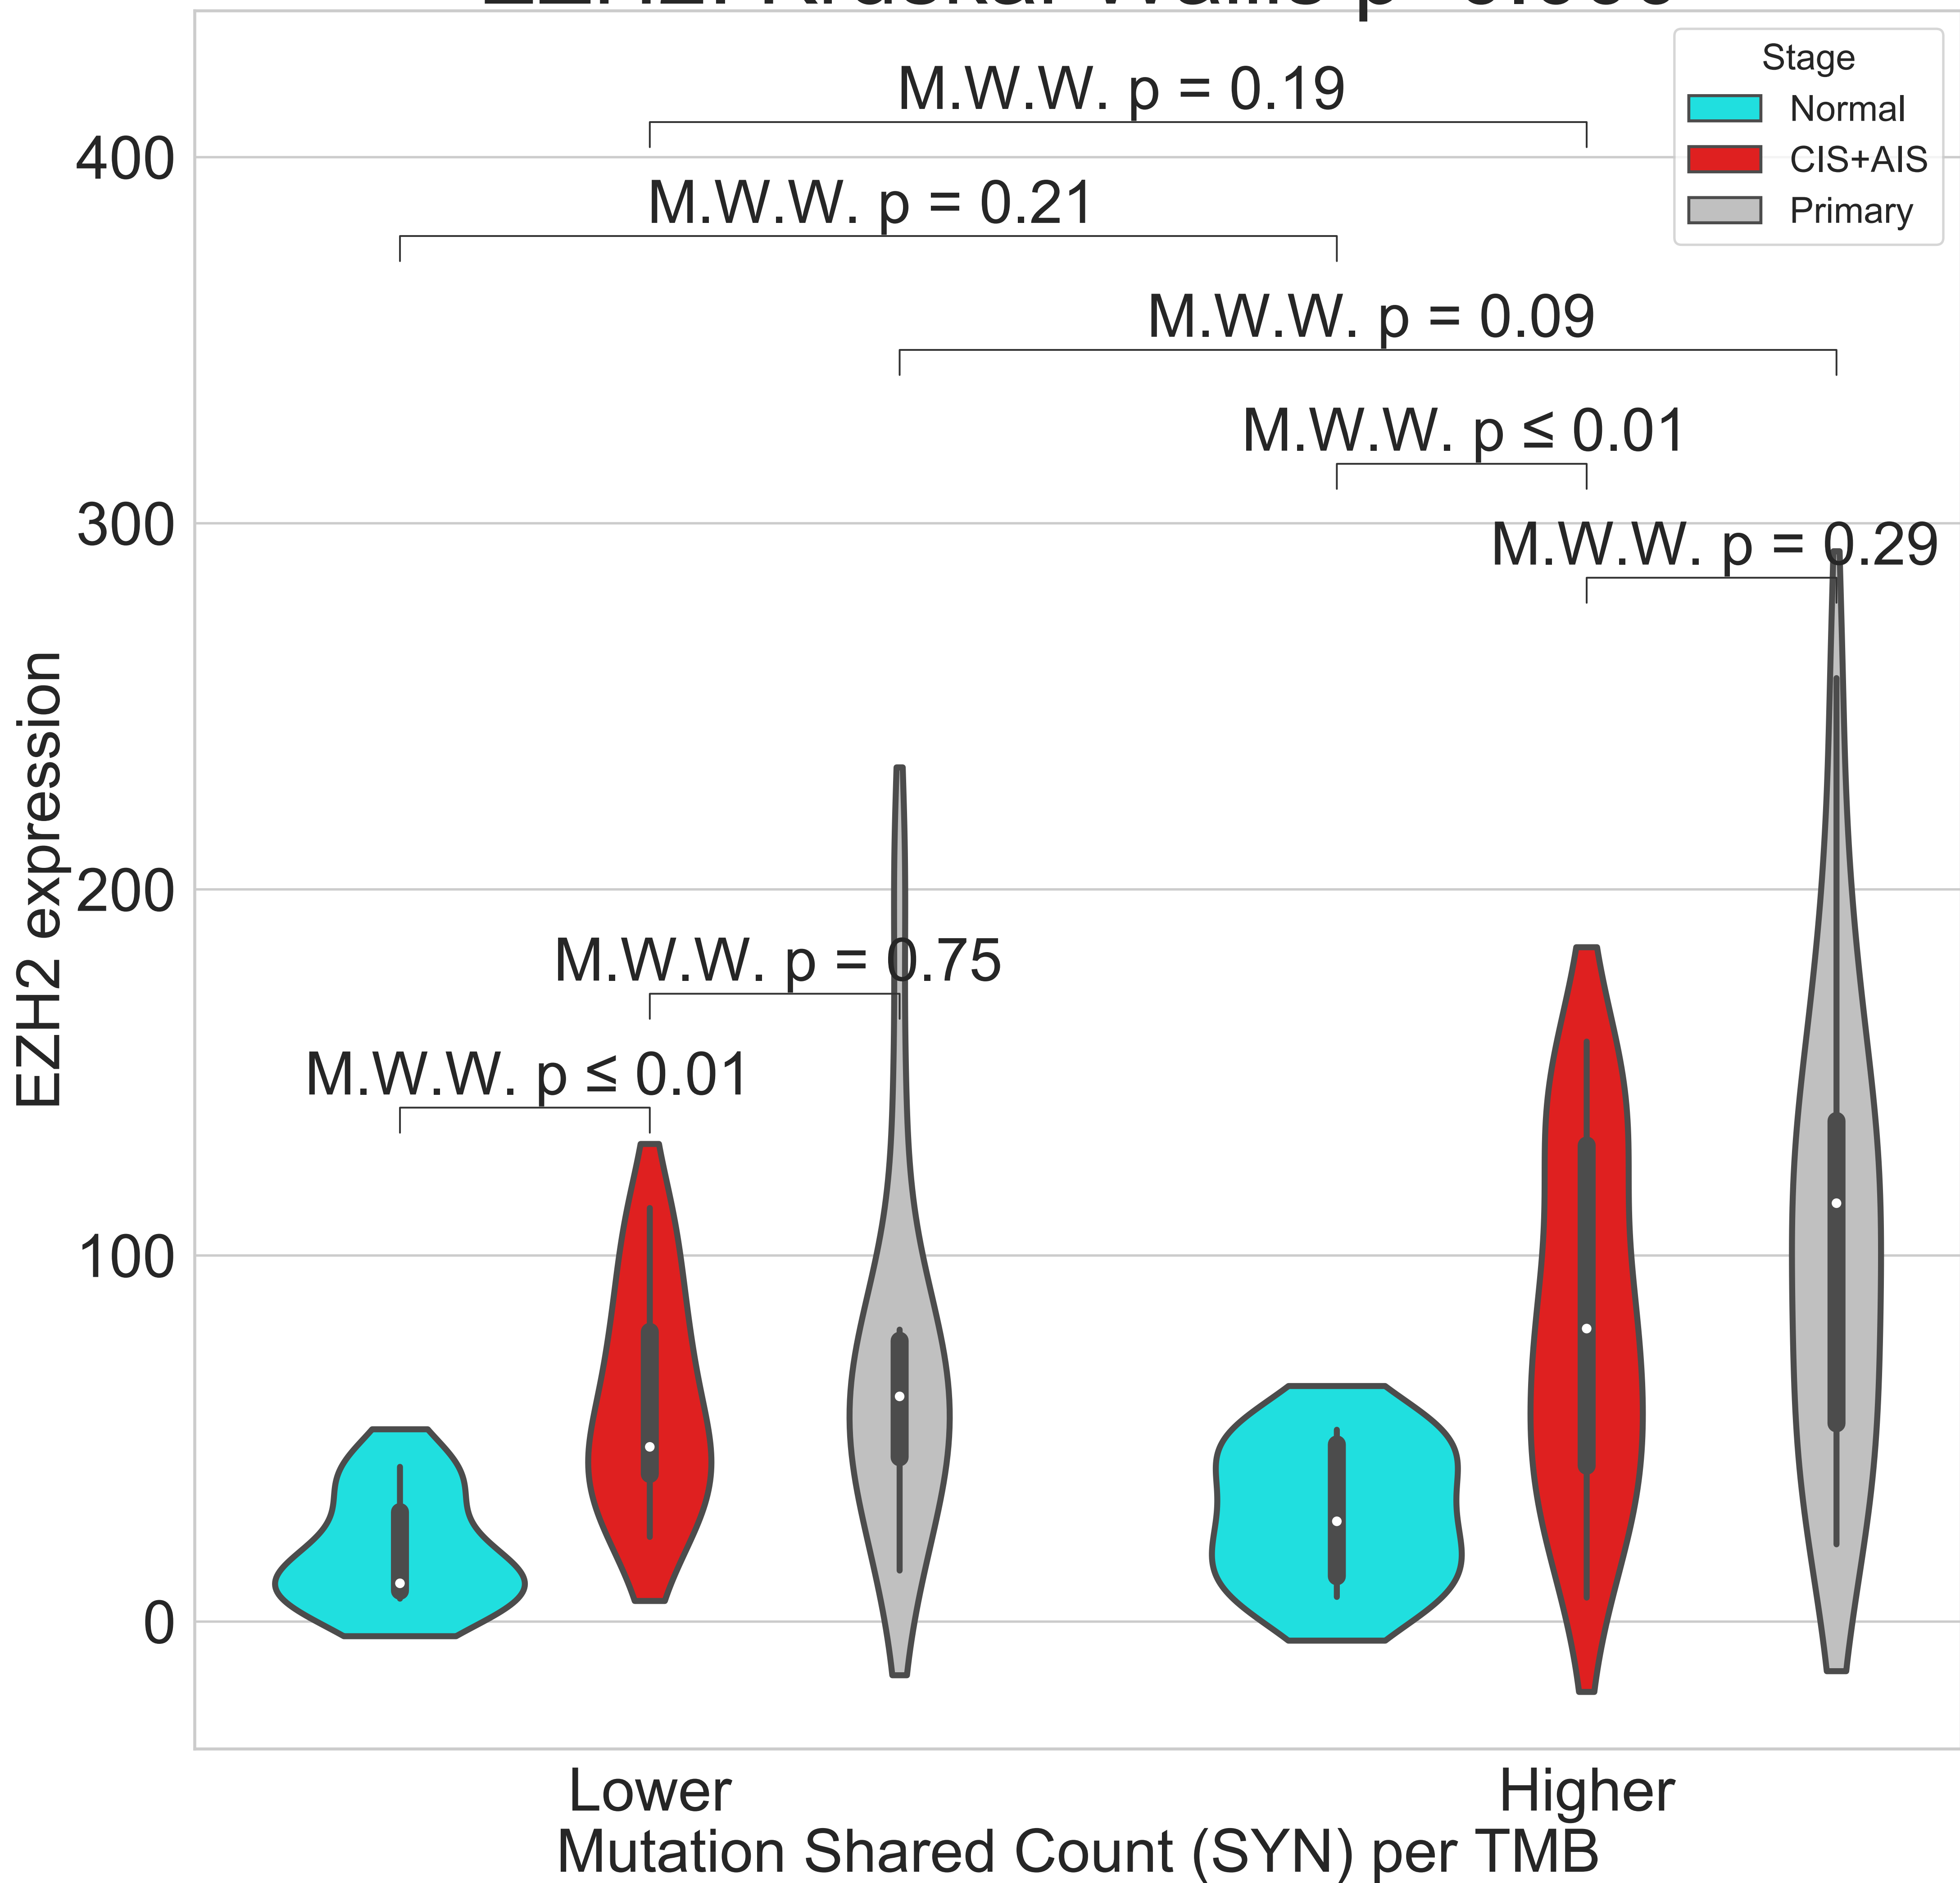 Stage
Normal
CIS+AIS
Primary
M.W.W. p = 0.19
M.W.W. p = 0.21
M.W.W. p = 0.09
M.W.W. p ≤ 0.01
M.W.W. p = 0.29
M.W.W. p = 0.75
M.W.W. p ≤ 0.01
400
300
200
100
0
EZH2 expression
Lower
Higher
Mutation Shared Count (SYN) per TMB